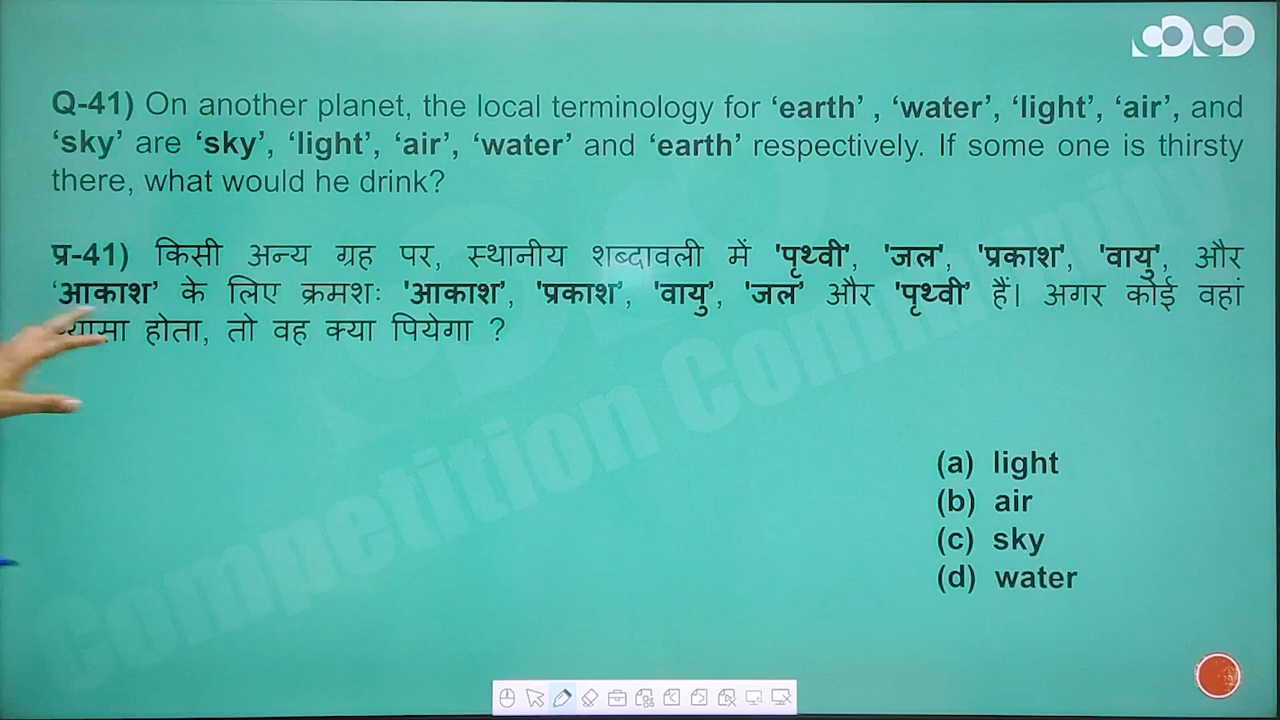 Q-41) On another planet, the local terminology for ‘earth’ , ‘water’, ‘light’, ‘air’, and
‘sky’ are ‘sky’, ‘light’, ‘air’, ‘water’ and ‘earth’ respectively. If some one is thirsty
there, what would he drink?
प्र-41) किसी अन्य ग्रह पर, स्थानीय शब्दावली में 'पृथ्वी', 'जल', 'प्रकाश', 'वायु', और
‘आकाश’ के लिए क्रमशः 'आकाश', 'प्रकाश', 'वायु', 'जल' और 'पृथ्वी' हैं। अगर कोई वहां
होता, तो वह क्या पियेगा ?
(a) light
(b) air
(c) sky
(d) water
Competition Community